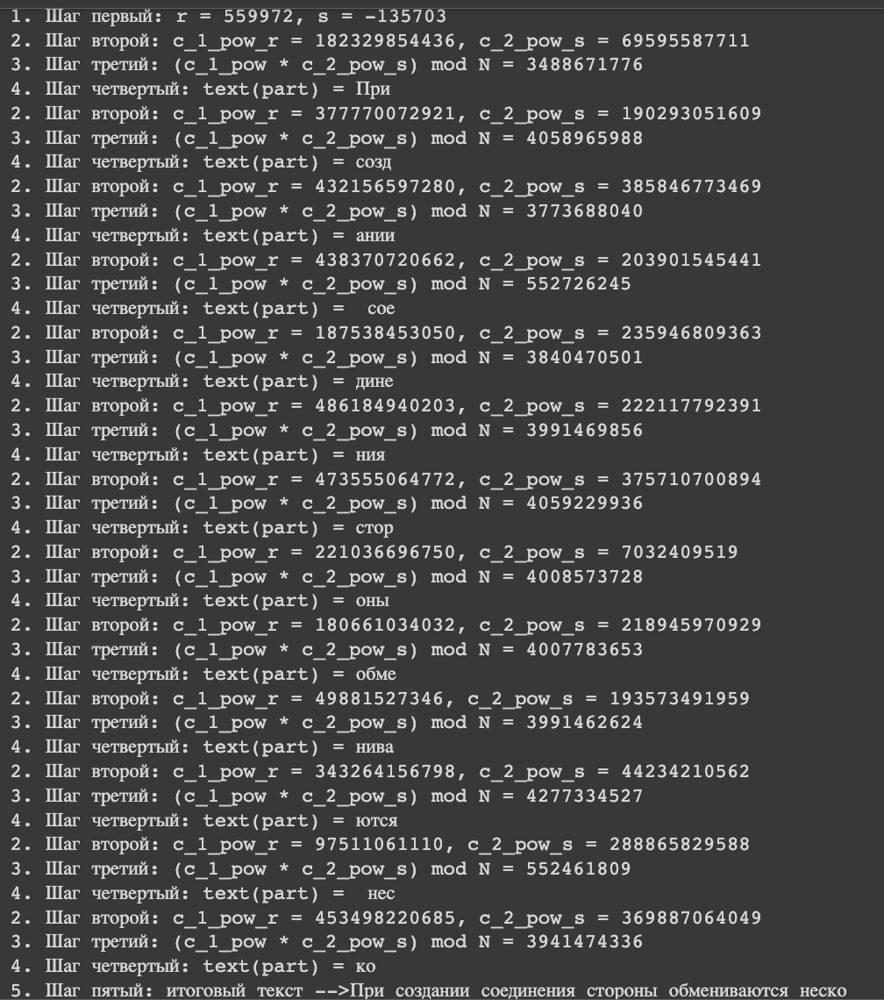 1. Шаг первый: r = 559972, s = -135703
2. Шаг второй: c_1_pow_r = 182329854436, c_2_pow_s = 69595587711
3. Шаг третий: (c_1_pow * c_2_pow_s) mod N = 3488671776
4. Шаг четвертый: text(part) = При
2. Шаг второй: c_1_pow_r = 377770072921, c_2_pow_s = 190293051609
3. Шаг третий: (c_1_pow * c_2_pow_s) mod N = 4058965988
4. Шаг четвертый: text(part) = созд
2. Шаг второй: c_1_pow_r = 432156597280, c_2_pow_s = 385846773469
3. Шаг третий: (c_1_pow * c_2_pow_s) mod N = 3773688040
4. Шаг четвертый: text(part) = ании
2. Шаг второй: c_1_pow_r = 438370720662, c_2_pow_s = 203901545441
3. Шаг третий: (c_1_pow * c_2_pow_s) mod N = 552726245
4. Шаг четвертый: text(part) =  сое
2. Шаг второй: c_1_pow_r = 187538453050, c_2_pow_s = 235946809363
3. Шаг третий: (c_1_pow * c_2_pow_s) mod N = 3840470501
4. Шаг четвертый: text(part) = дине
2. Шаг второй: c_1_pow_r = 486184940203, c_2_pow_s = 222117792391
3. Шаг третий: (c_1_pow * c_2_pow_s) mod N = 3991469856
4. Шаг четвертый: text(part) = ния
2. Шаг второй: c_1_pow_r = 473555064772, c_2_pow_s = 375710700894
3. Шаг третий: (c_1_pow * c_2_pow_s) mod N = 4059229936
4. Шаг четвертый: text(part) = стор
2. Шаг второй: c_1_pow_r = 221036696750, c_2_pow_s = 7032409519
3. Шаг третий: (c_1_pow * c_2_pow_s) mod N = 4008573728
4. Шаг четвертый: text(part) = оны
2. Шаг второй: c_1_pow_r = 180661034032, c_2_pow_s = 218945970929
3. Шаг третий: (c_1_pow * c_2_pow_s) mod N = 4007783653
4. Шаг четвертый: text(part) = обме
2. Шаг второй: c_1_pow_r = 49881527346, c_2_pow_s = 193573491959
3. Шаг третий: (c_1_pow * c_2_pow_s) mod N = 3991462624
4. Шаг четвертый: text(part) = нива
2. Шаг второй: c_1_pow_r = 343264156798, c_2_pow_s = 44234210562
3. Шаг третий: (c_1_pow * c_2_pow_s) mod N = 4277334527
4. Шаг четвертый: text(part) = ются
2. Шаг второй: c_1_pow_r = 97511061110, c_2_pow_s = 288865829588
3. Шаг третий: (c_1_pow * c_2_pow_s) mod N = 552461809
4. Шаг четвертый: text(part) =  нес
2. Шаг второй: c_1_pow_r = 453498220685, c_2_pow_s = 369887064049
3. Шаг третий: (c_1_pow * c_2_pow_s) mod N = 3941474336
4. Шаг четвертый: text(part) = ко
5. Шаг пятый: итоговый текст -->При создании соединения стороны обмениваются неско